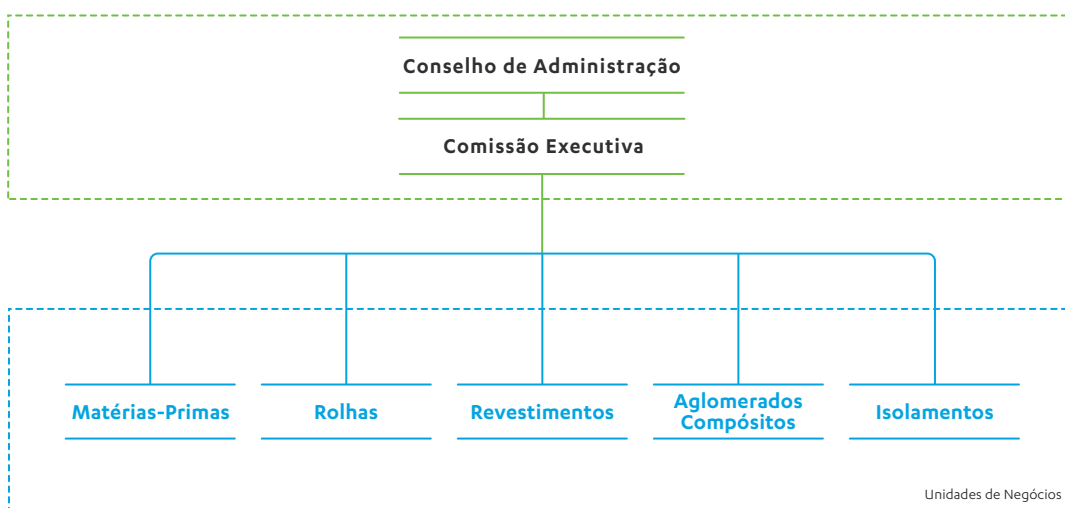 Conselho de Administração
Comissão Executiva
Matérias-Primas
Rolhas
Revestimentos
Aglomerados
Compósitos
Isolamentos
Unidades de Negócios